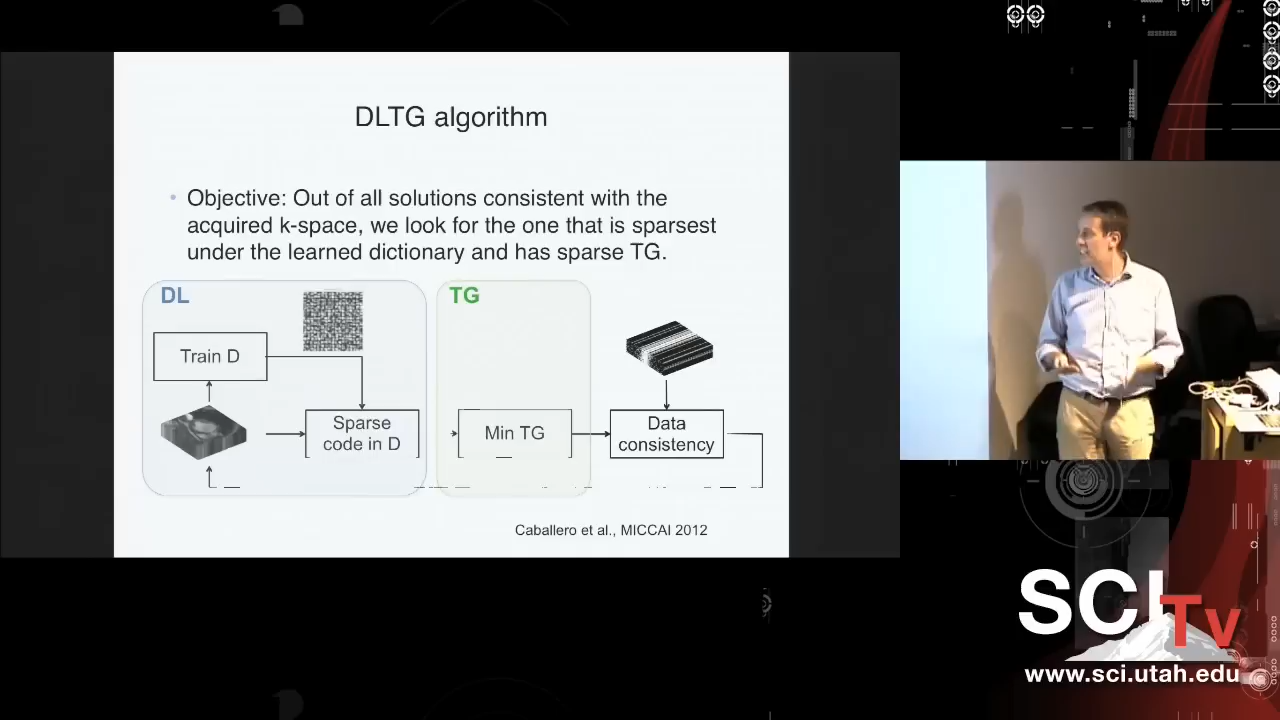 DLTG algorithm
• Objective: Out of all solutions consistent with the
acquired k-space, we look for the one that is sparsest
under the learned dictionary and has sparse TG.
DL
TG
Train D
Sparse
code in D
Min TG
Data
consistency
Caballero et al., MICCAI 2012
SCI
TV
www.sci.utah.edu